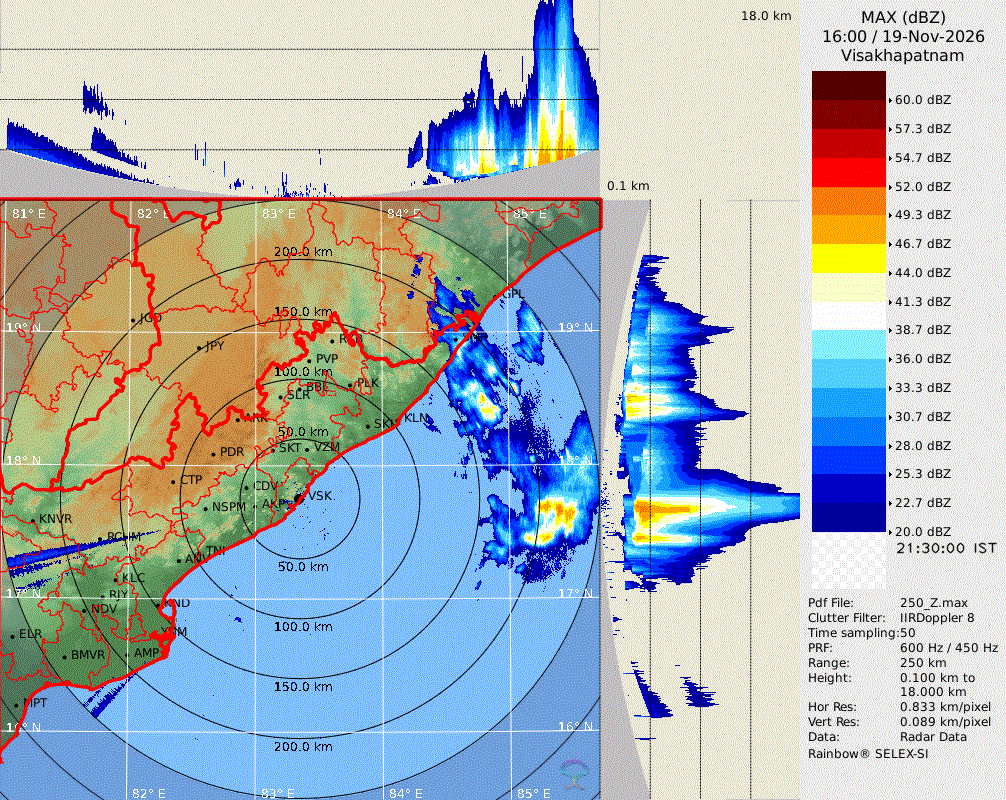 18.0 km
0.1 km
MAX (dBZ)
16:00 / 19-Nov-2026
Visakhapatnam
60.0 dBZ
57.3 dBZ
54.7 dBZ
52.0 dBZ
49.3 dBZ
46.7 dBZ
44.0 dBZ
41.3 dBZ
38.7 dBZ
36.0 dBZ
33.3 dBZ
30.7 dBZ
28.0 dBZ
25.3 dBZ
22.7 dBZ
20.0 dBZ
21:30:00 IST
Pdf File: 250_Z.max
Clutter Filter: IIRDoppler 8
Time sampling:50
PRF: 600 Hz / 450 Hz
Range: 250 km
Height: 0.100 km to
18.000 km
Hor Res: 0.833 km/pixel
Vert Res: 0.089 km/pixel
Data: Radar Data
Rainbow® SELEX-SI
81° E 82° E 83° E 84° E 85° E
200.0 km
GPL
150.0 km
JGD
19° N 19° N
JPY
PVP
100.0 km
PLK
BBL
SLR
ARK
KLN
SKM
50.0 km
SKT
VZM
PDR
18° N 18° N
CTP
CDV
VSK
NSPM
AKP
KNVR
TNI
50.0 km
KLC
RJY
17° N 17° N
KND
NDV
100.0 km
ELR
AMP
BMVR
150.0 km
MPT
16° N 16° N
200.0 km
82° E 83° E 84° E 85° E